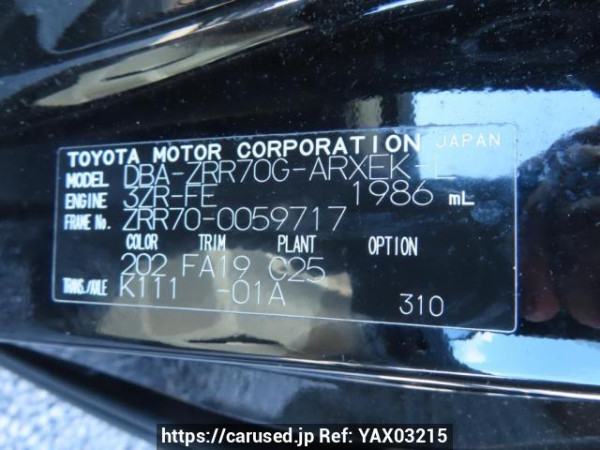 TOYOTA MOTOR CORPORATION JAPAN
MODEL DBA-ZRR70G-ARXEK-L
ENGINE 3ZR-FE 1986 mL
FRAME No. ZRR70-0059717
COLOR TRIM PLANT OPTION
202 FA19 C25
TRANS./AXLE K111 -01A 310
https://carused.jp Ref: YAX03215